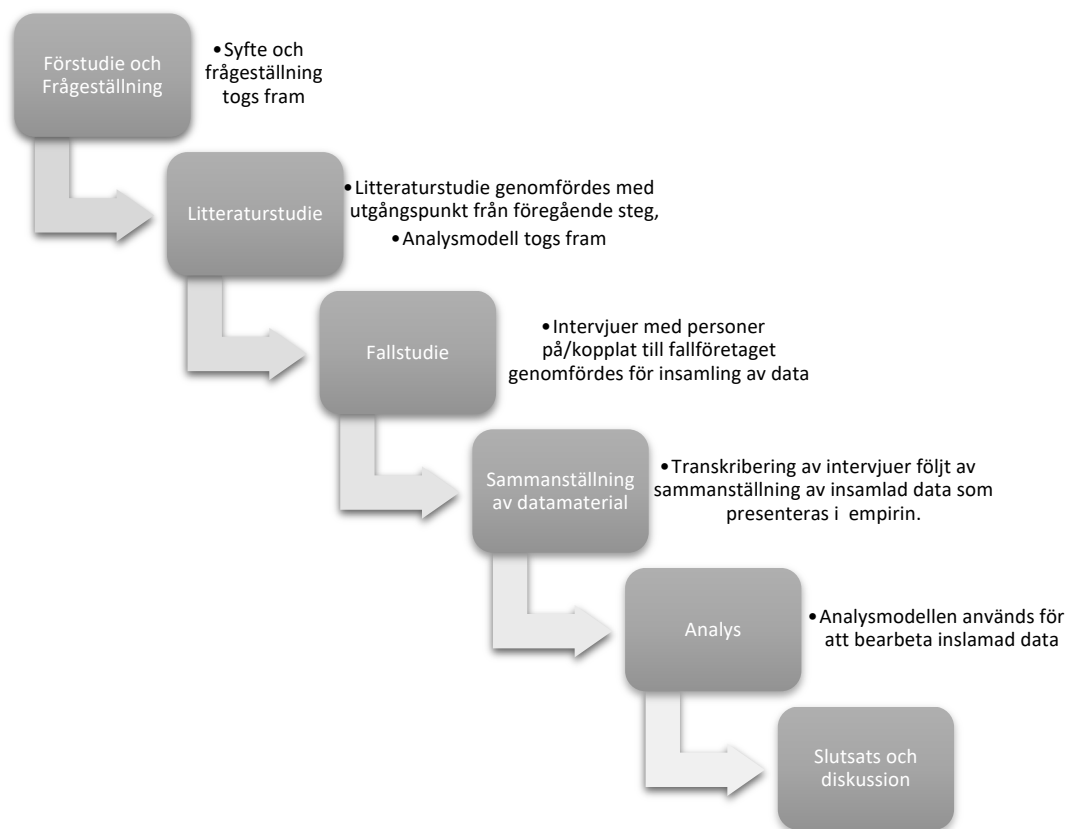 Förstudie och
Frågeställning
•Syfte och
frågeställning
togs fram
Litteraturstudie
•Litteraturstudie genomfördes med
utgångspunkt från föregående steg,
•Analysmodell togs fram
Fallstudie
•Intervjuer med personer
på/kopplat till fallföretaget
genomfördes för insamling av data
Sammanställning
av datamaterial
•Transkribering av intervjuer följt av
sammanställning av insamlad data som
presenteras i  empirin.
Analys
•Analysmodellen används för
att bearbeta inslamad data
Slutsats och
diskussion